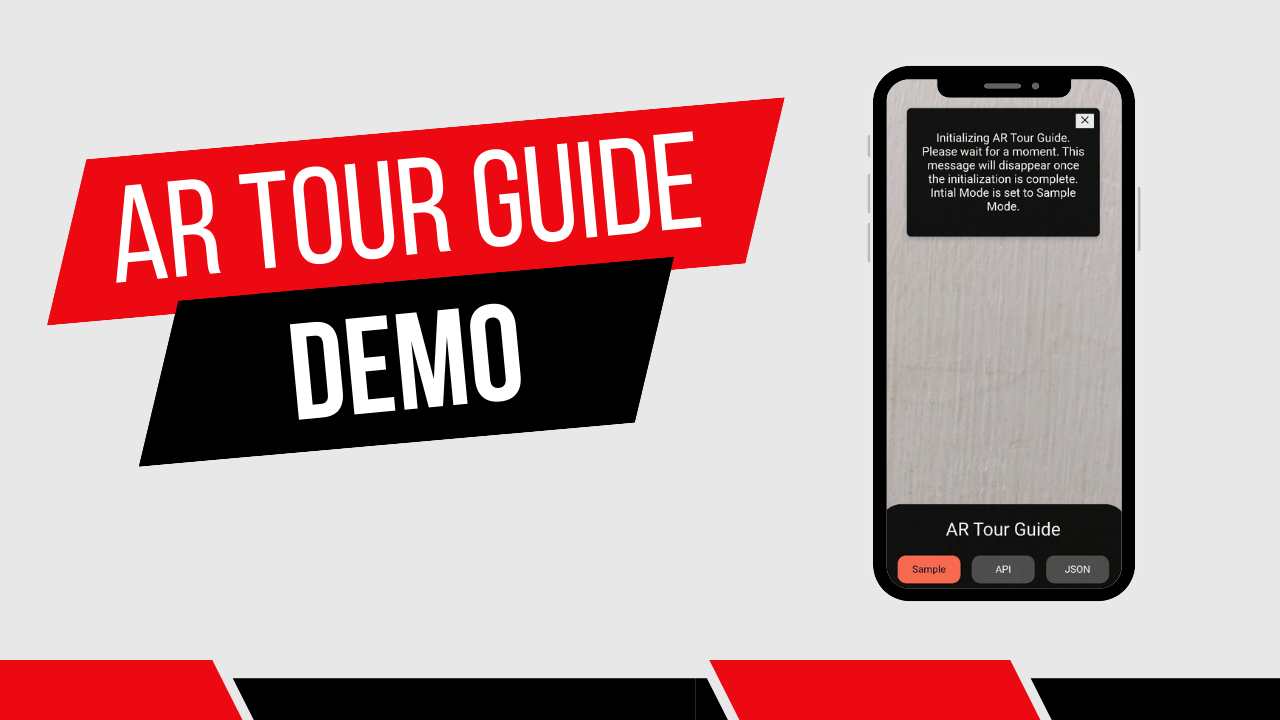 AR TOUR GUIDE
DEMO
Initializing AR Tour Guide.
Please wait for a moment. This
message will disappear once
the initialization is complete.
Intial Mode is set to Sample
Mode.
AR Tour Guide
Sample API JSON